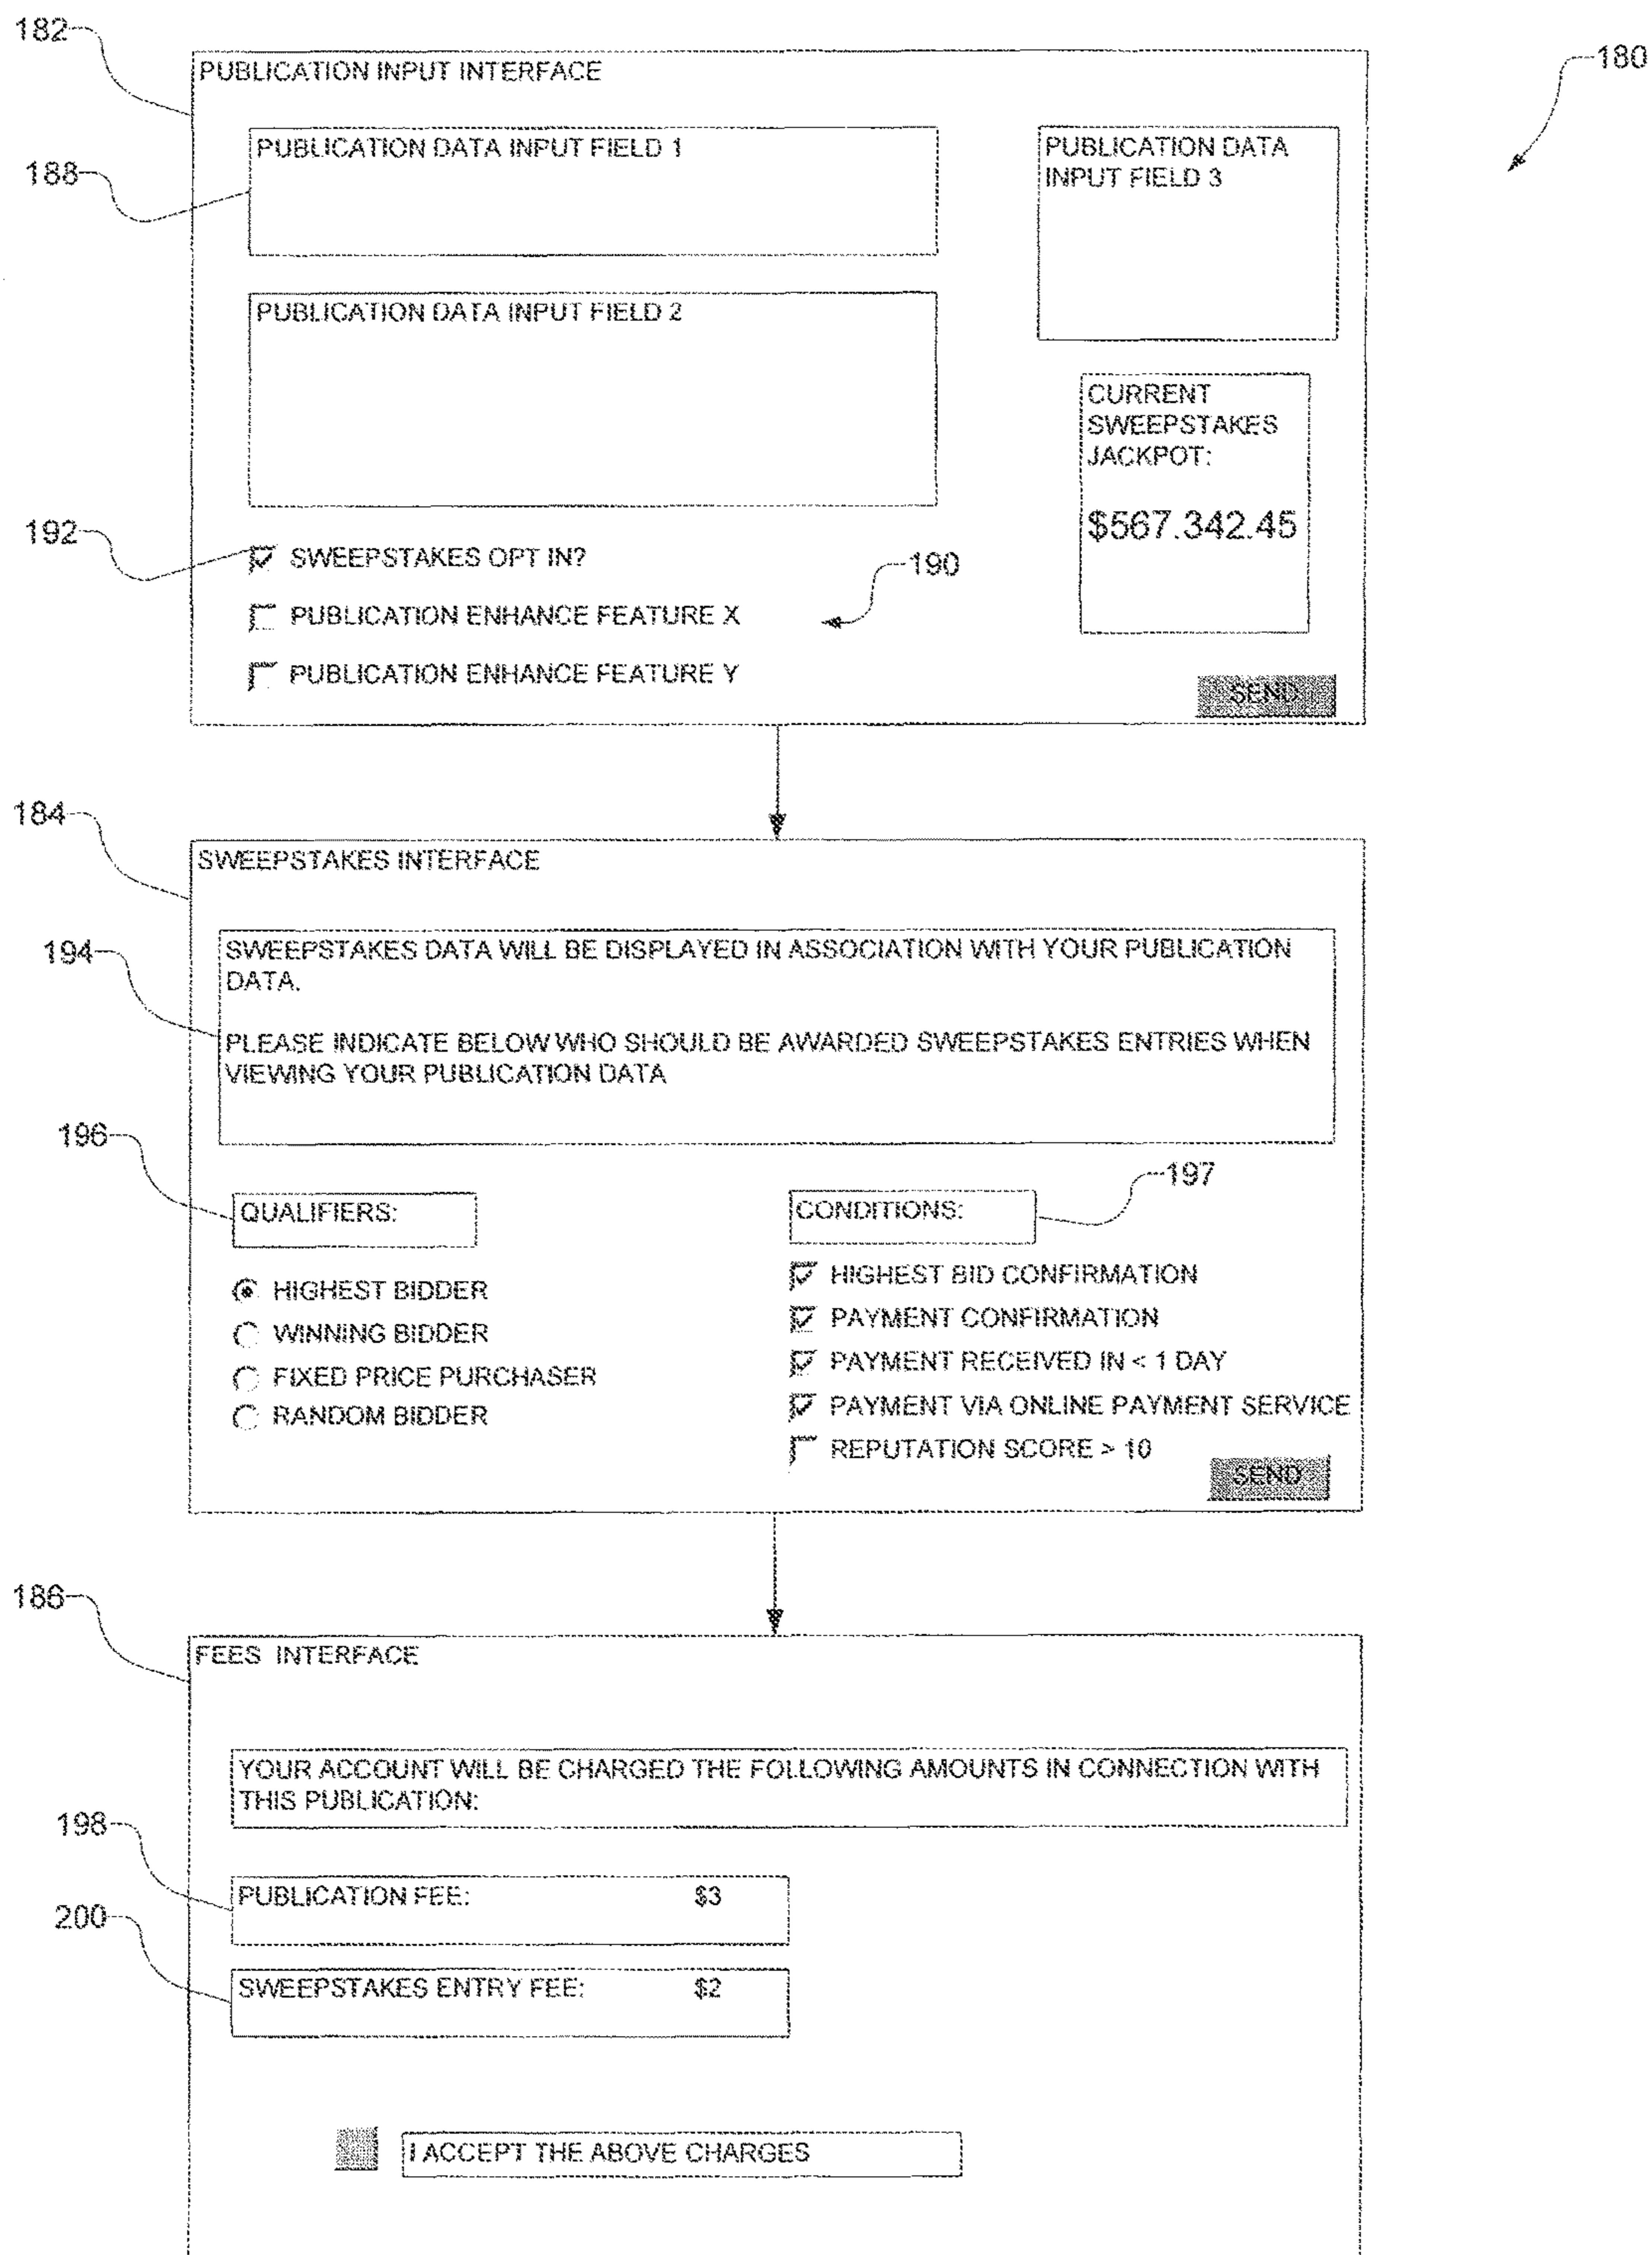 182
180
PUBLICATION INPUT INTERFACE
188
PUBLICATION DATA INPUT FIELD 1
PUBLICATION DATA
INPUT FIELD 3
PUBLICATION DATA INPUT FIELD 2
CURRENT
SWEEPSTAKES
JACKPOT:
$567.342.45
192
SWEEPSTAKES OPT IN?
190
PUBLICATION ENHANCE FEATURE X
PUBLICATION ENHANCE FEATURE Y
SEND
184
SWEEPSTAKES INTERFACE
194
SWEEPSTAKES DATA WILL BE DISPLAYED IN ASSOCIATION WITH YOUR PUBLICATION
DATA.
PLEASE INDICATE BELOW WHO SHOULD BE AWARDED SWEEPSTAKES ENTRIES WHEN
VIEWING YOUR PUBLICATION DATA
196
197
QUALIFIERS:
HIGHEST BIDDER
WINNING BIDDER
FIXED PRICE PURCHASER
RANDOM BIDDER
CONDITIONS:
HIGHEST BID CONFIRMATION
PAYMENT CONFIRMATION
PAYMENT RECEIVED IN < 1 DAY
PAYMENT VIA ONLINE PAYMENT SERVICE
REPUTATION SCORE > 10
SEND
186
FEES INTERFACE
YOUR ACCOUNT WILL BE CHARGED THE FOLLOWING AMOUNTS IN CONNECTION WITH
THIS PUBLICATION:
198
PUBLICATION FEE: $3
200
SWEEPSTAKES ENTRY FEE: $2
I ACCEPT THE ABOVE CHARGES